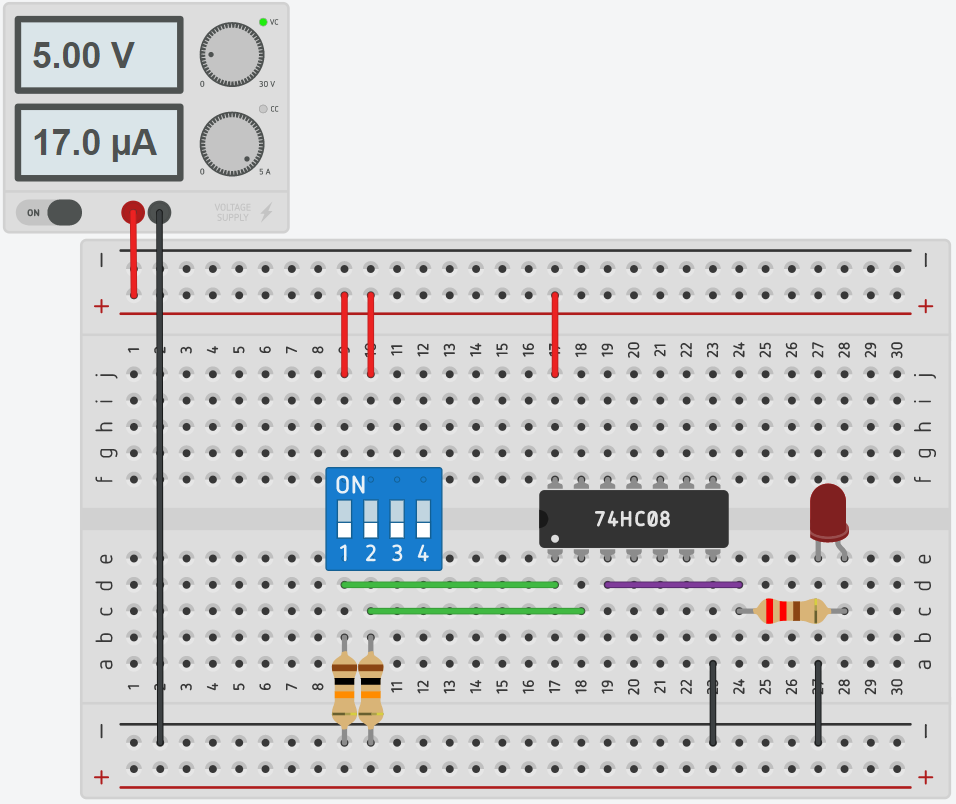 5.00 V
VC
0 30 V
17.0 µA
CC
0 5 A
ON
VOLTAGE
SUPPLY
− −
+ +
1 2 3 4 5 6 7 8 9 10 11 12 13 14 15 16 17 18 19 20 21 22 23 24 25 26 27 28 29 30
j j
i i
h h
g g
f f
ON
74HC08
1 2 3 4
e e
d d
c c
b b
a a
1 2 3 4 5 6 7 8 9 10 11 12 13 14 15 16 17 18 19 20 21 22 23 24 25 26 27 28 29 30
− −
+ +